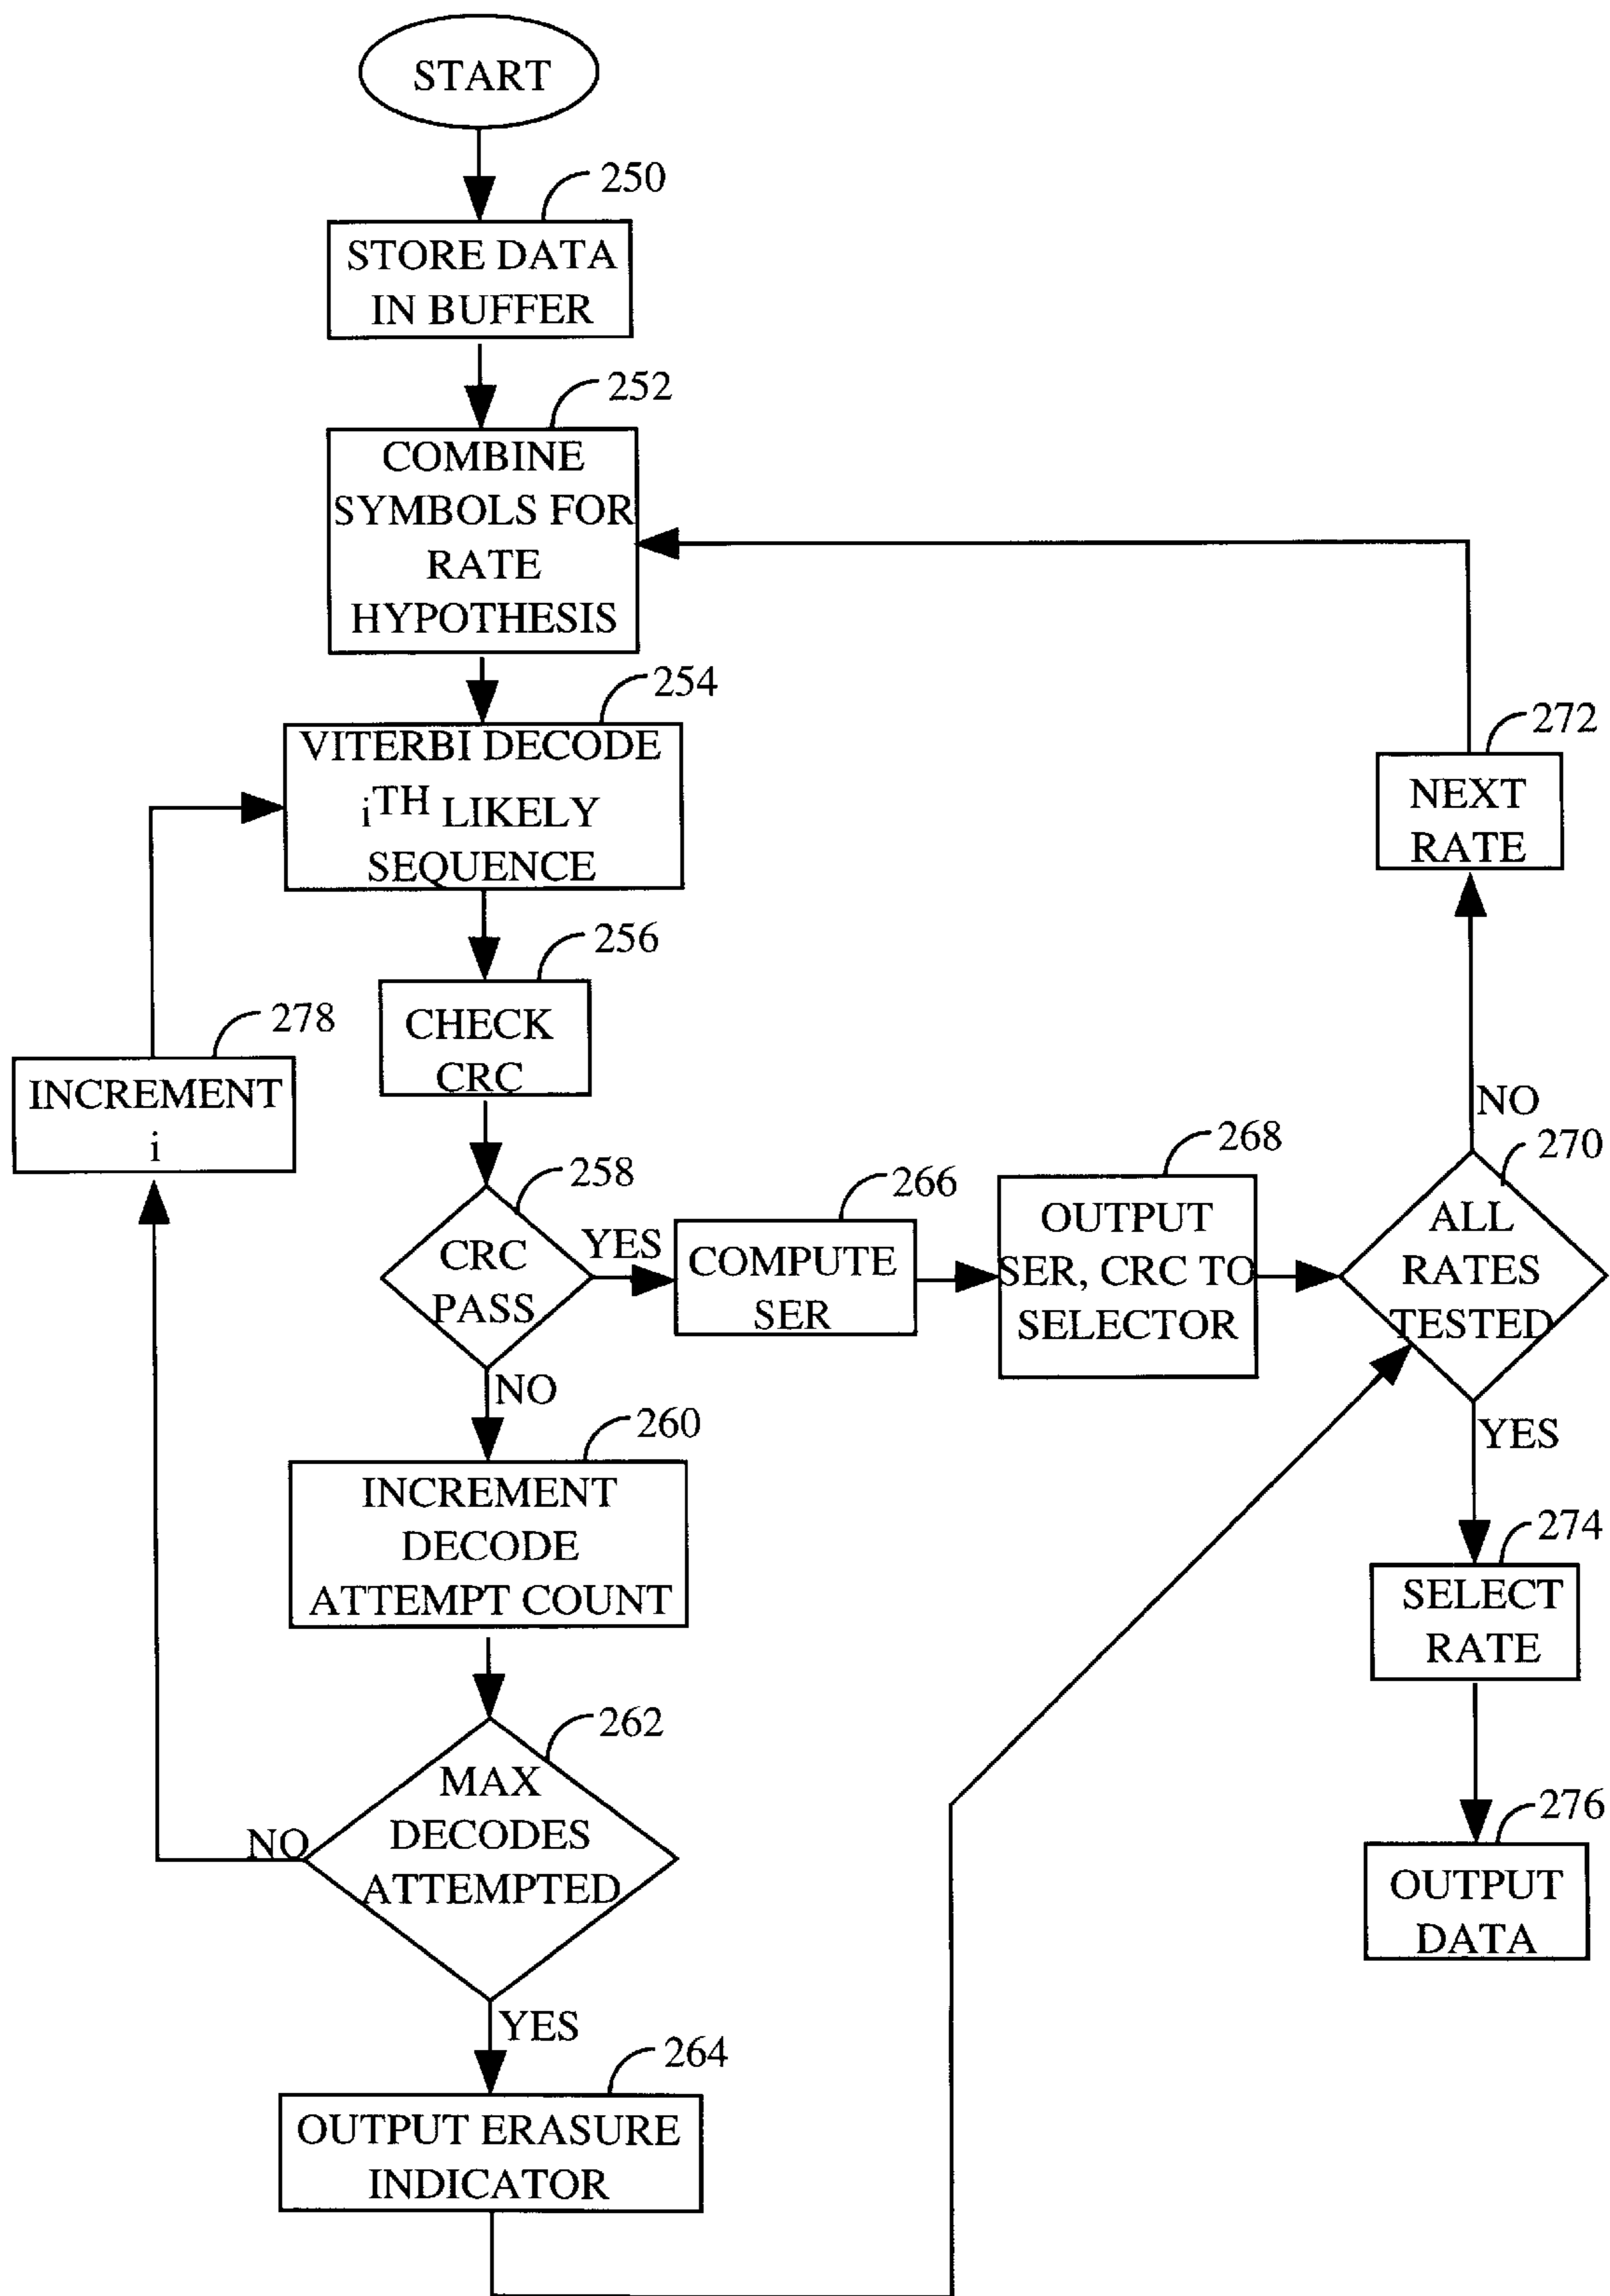 START
250
STORE DATA
IN BUFFER
252
COMBINE
SYMBOLS FOR
RATE
HYPOTHESIS
254
VITERBI DECODE
iTH LIKELY
SEQUENCE
272
NEXT
RATE
256
CHECK
CRC
278
INCREMENT
i
258
CRC
PASS
YES
266
COMPUTE
SER
268
OUTPUT
SER, CRC TO
SELECTOR
NO
270
ALL
RATES
TESTED
NO
260
INCREMENT
DECODE
ATTEMPT COUNT
YES
274
SELECT
RATE
262
MAX
DECODES
ATTEMPTED
NO
276
OUTPUT
DATA
YES
264
OUTPUT ERASURE
INDICATOR